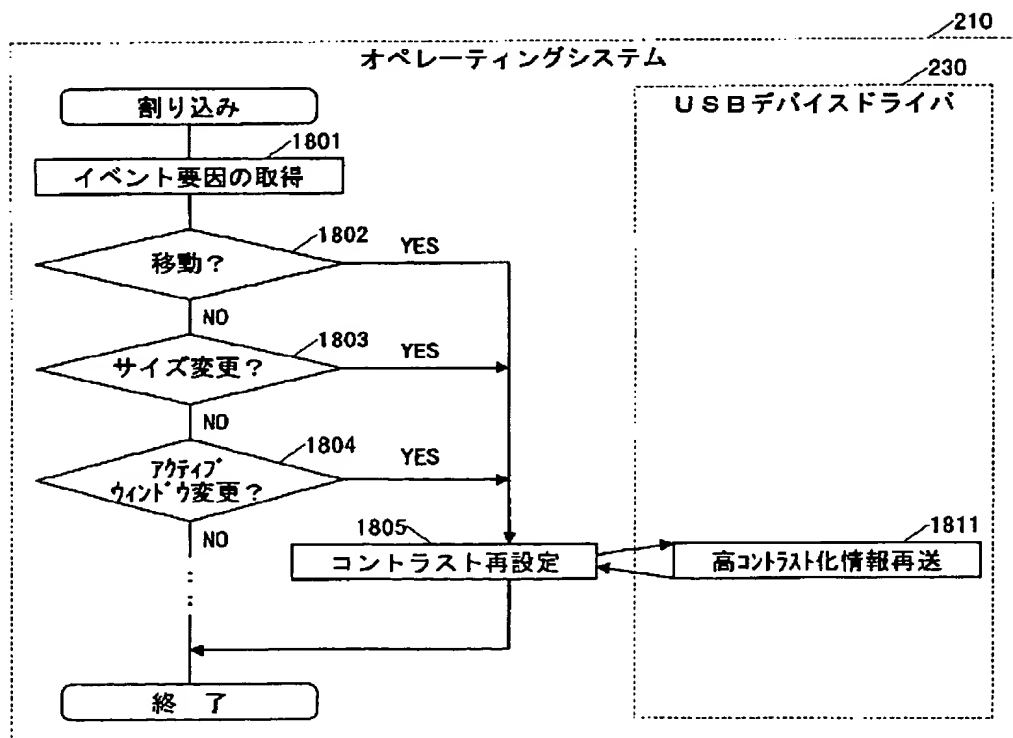 210
オペレーティングシステム
230
USBデバイスドライバ
割り込み
1801
イベント要因の取得
1802
移動?
YES
NO
1803
サイズ変更?
YES
NO
1804
アクティブ
ウィンドウ変更?
YES
NO
1805
コントラスト再設定
1811
高コントラスト化情報再送
終 了